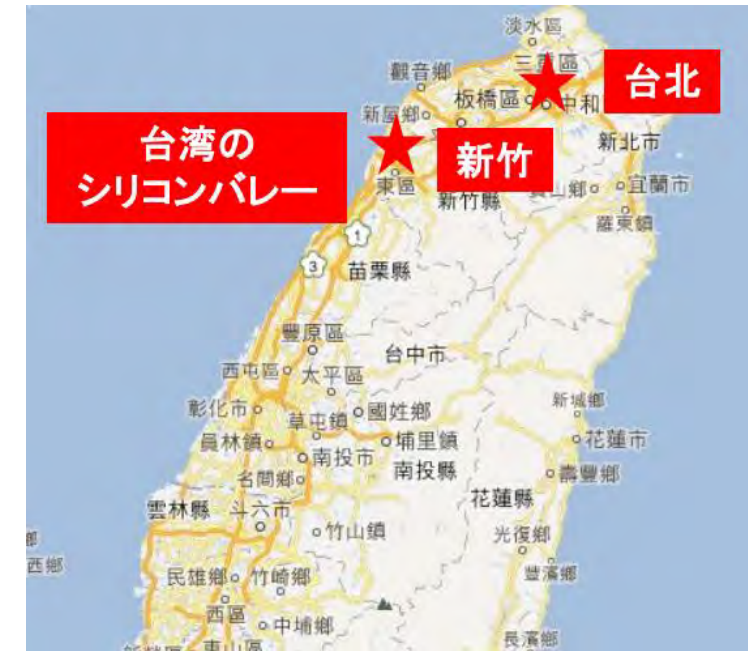 淡水區
三重區
台北
觀音鄉
板橋區
中和
新屋鄉
台湾の
シリコンバレー
新竹
新北市
東區
新竹縣
宜蘭市
羅東鎮
1
3
苗栗縣
豐原區
台中市
西屯區
太平區
新城鄉
彰化市
國姓鄉
草屯鎮
員林鎮
埔里鎮
花蓮市
南投市
南投縣
壽豐鄉
名間鄉
花蓮縣
雲林縣
斗六市
竹山鎮
光復鄉
鄉
西鄉
豐濱鄉
民雄鄉
竹崎鄉
西區
中埔鄉
長濱鄉
東山區